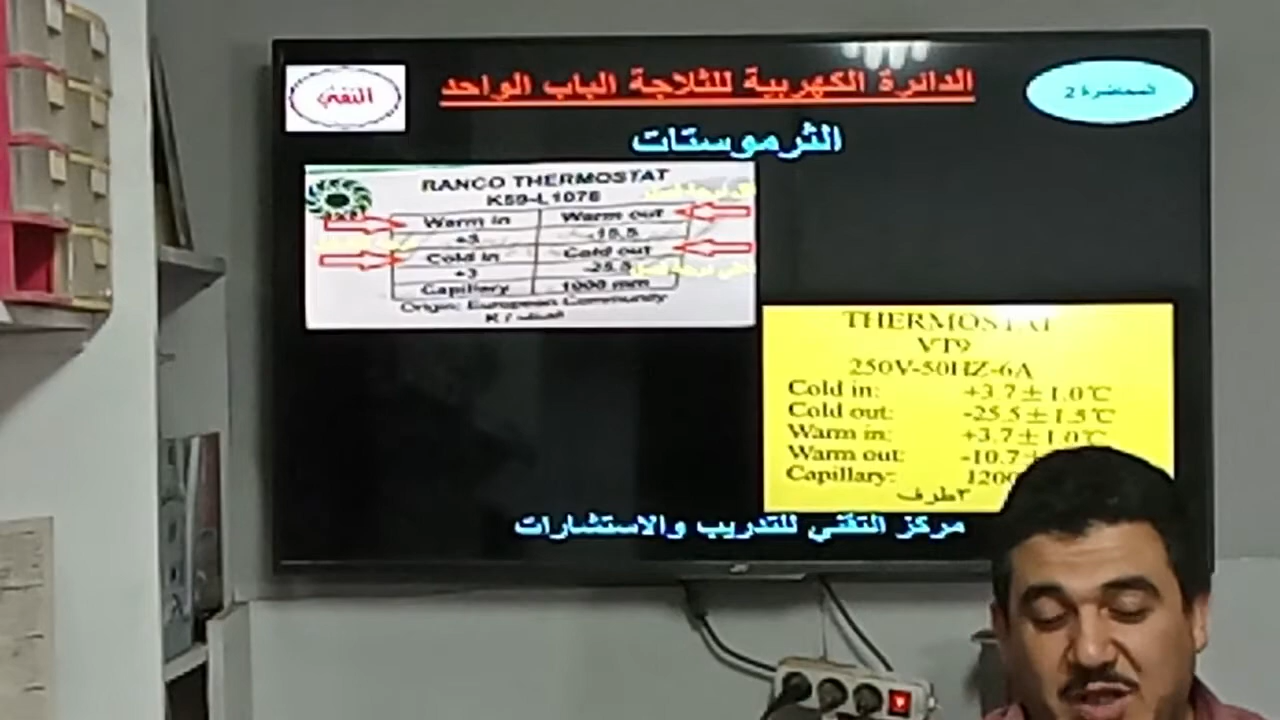 الدائرة الكهربية للثلاجة الباب الواحد
المحاضرة 2
التقني
الثرموستات
RANCO THERMOSTAT
K59-L1076
Warm in Warm out
+3 -15.5
Cold in Cold out
+3 -25.5
Capillary 1000 mm
Origin: European Community
K /
THERMOSTAT
VT9
250V-50HZ-6A
Cold in: +3.7±1.0℃
Cold out: -25.5±1.5℃
Warm in: +3.7±1.0℃
Warm out: -10.7±
Capillary: 1200
٣طرف
مركز التقني للتدريب والاستشارات